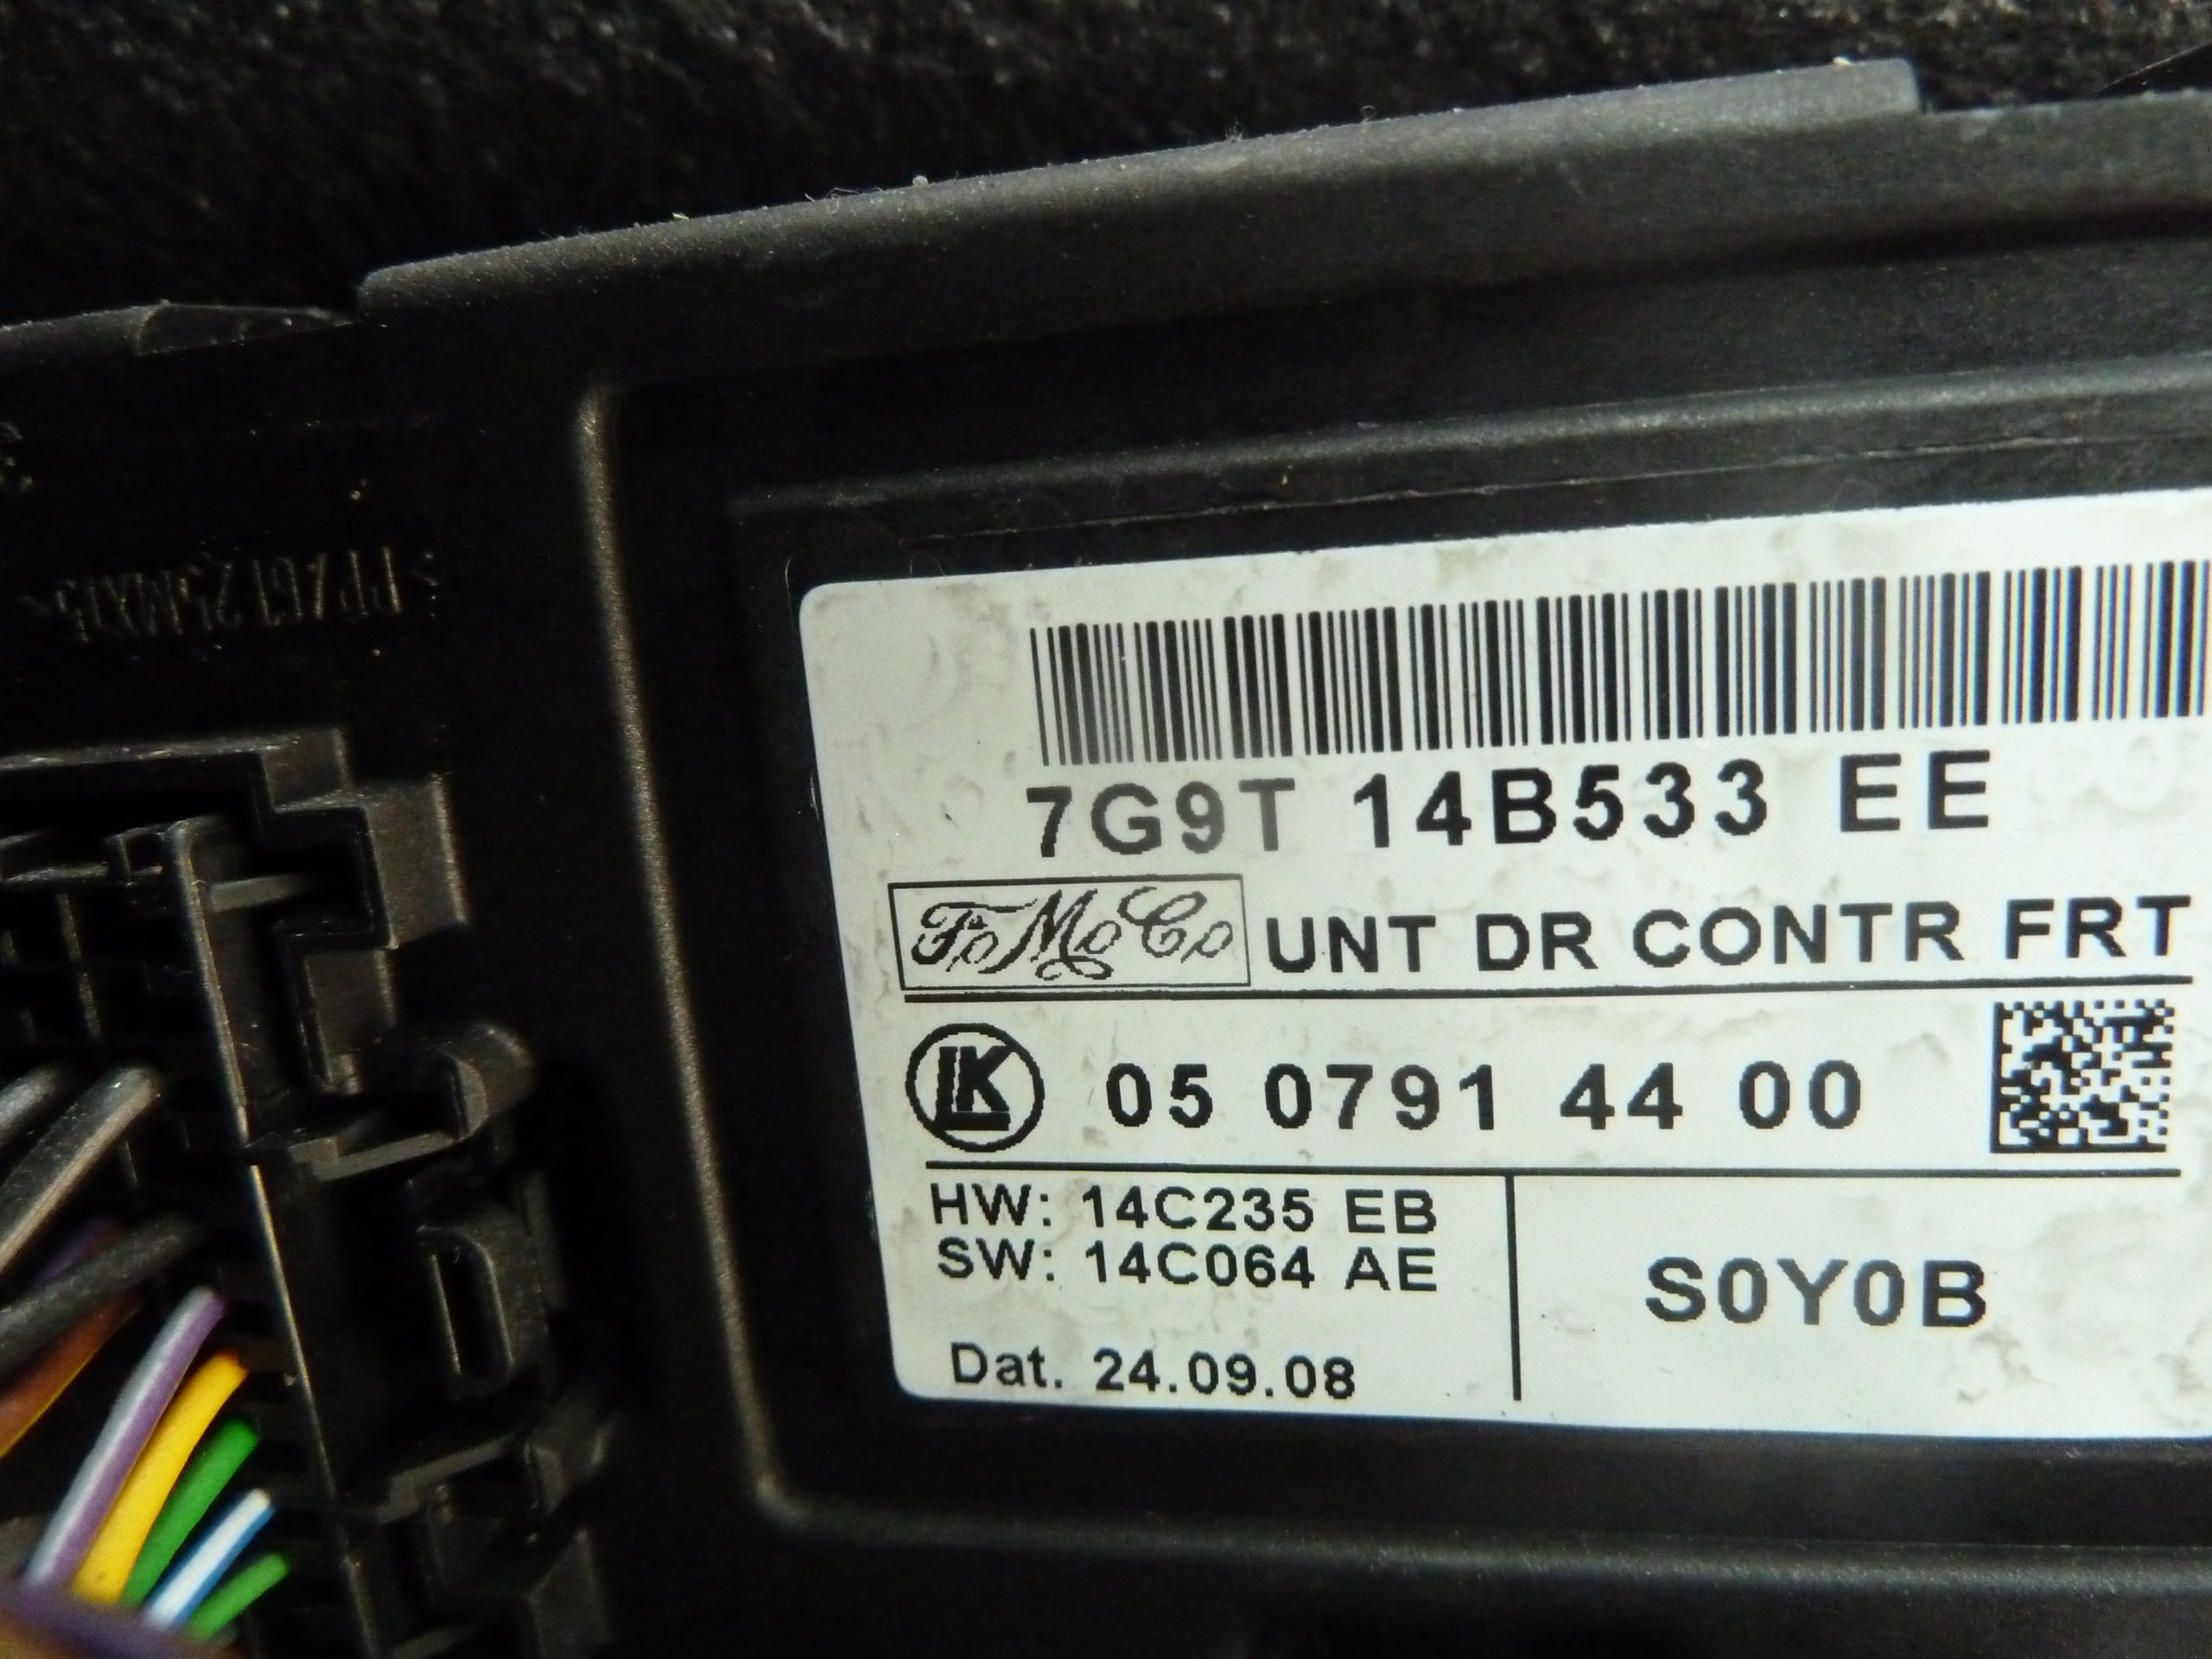 7G9T 14B533 EE
FoMoCo UNT DR CONTR FRT
LK 05 0791 44 00
HW: 14C235 EB
SW: 14C064 AE
S0Y0B
Dat. 24.09.08